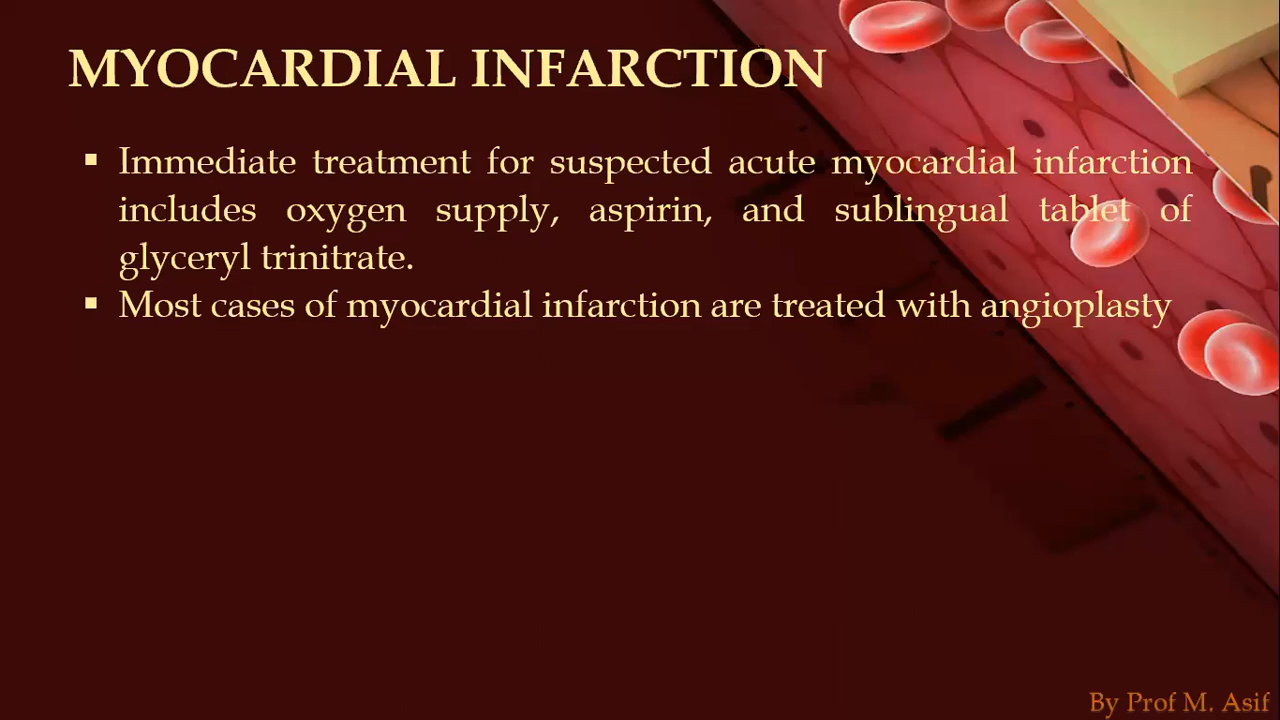 MYOCARDIAL INFARCTION
▪ Immediate treatment for suspected acute myocardial infarction
includes oxygen supply, aspirin, and sublingual tablet of
glyceryl trinitrate.
▪ Most cases of myocardial infarction are treated with angioplasty
By Prof M. Asif